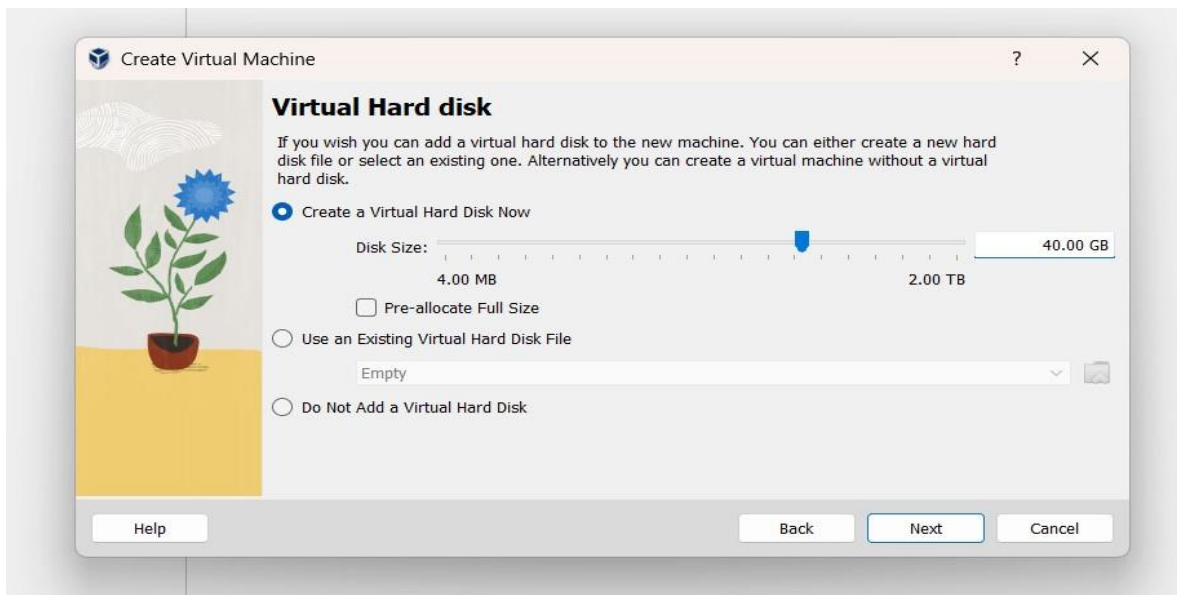 Create Virtual Machine
?
Virtual Hard disk
If you wish you can add a virtual hard disk to the new machine. You can either create a new hard
disk file or select an existing one. Alternatively you can create a virtual machine without a virtual
hard disk.
Create a Virtual Hard Disk Now
Disk Size: 40.00 GB
4.00 MB 2.00 TB
Pre-allocate Full Size
Use an Existing Virtual Hard Disk File
Empty
Do Not Add a Virtual Hard Disk
Help Back Next Cancel